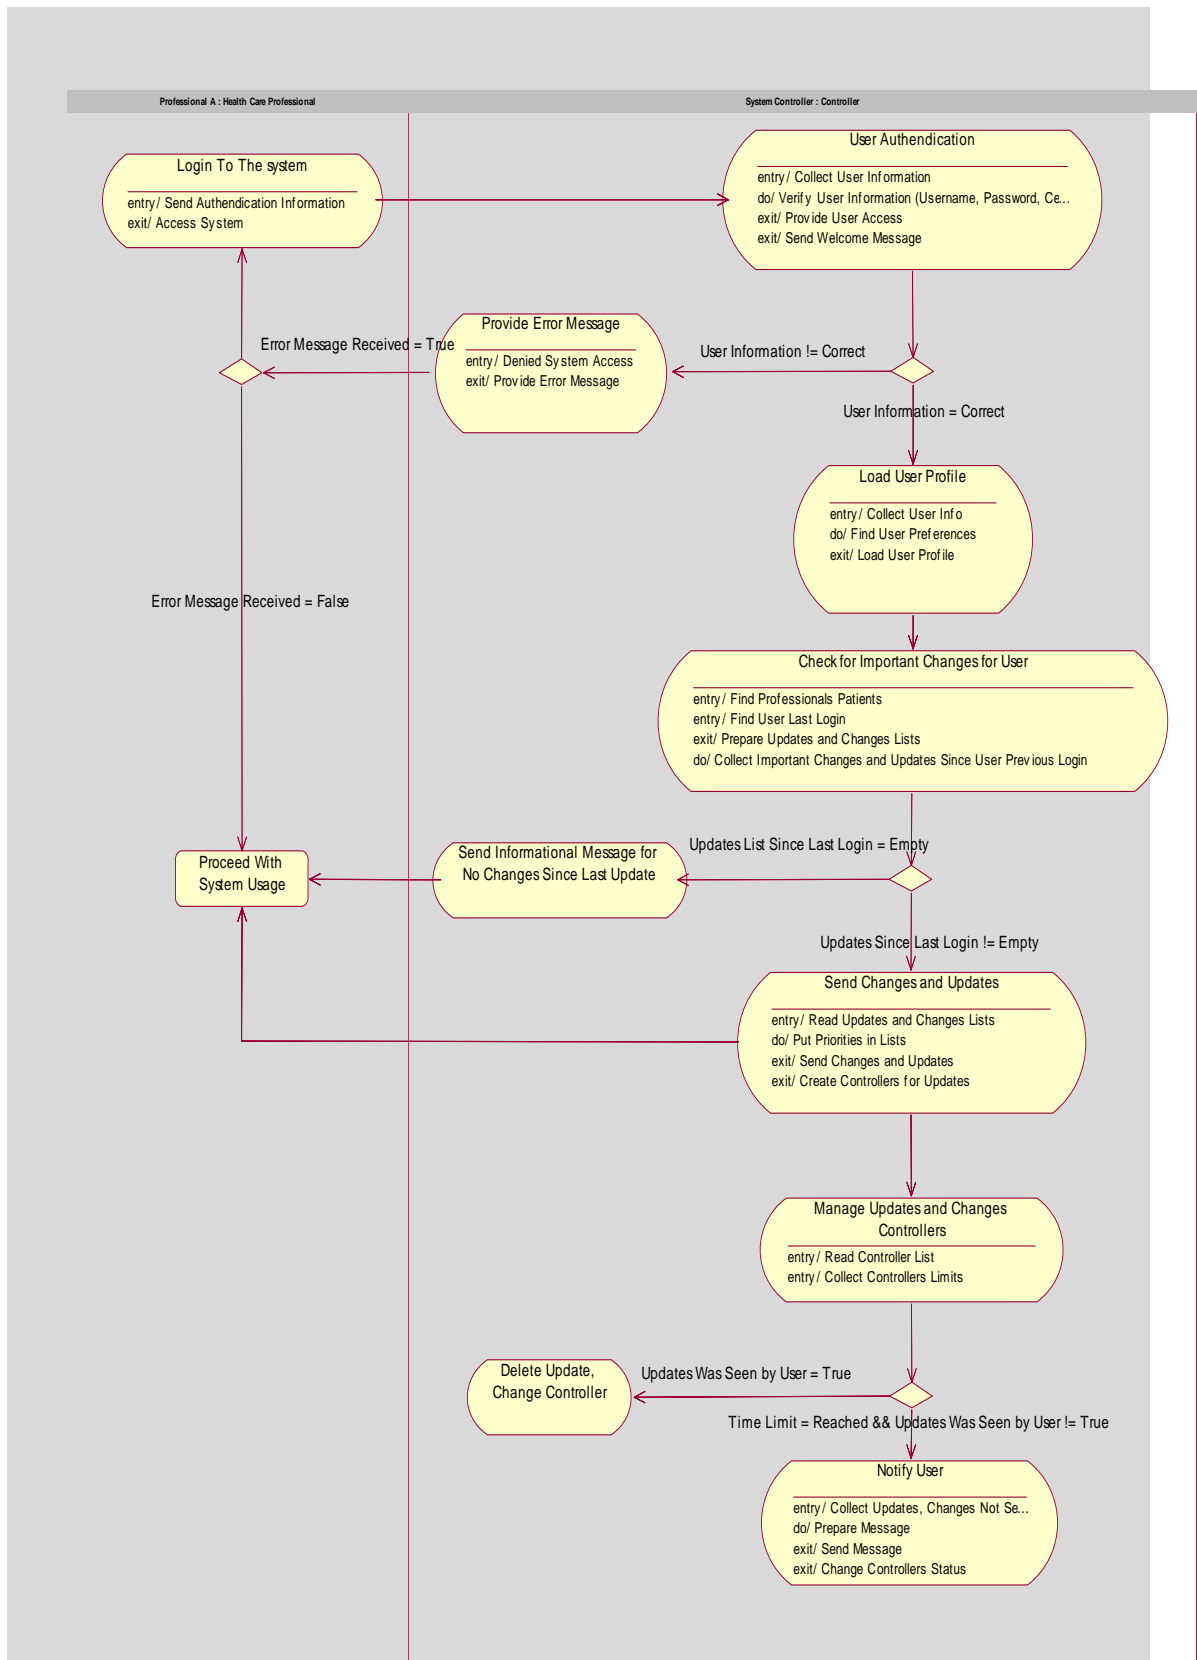 Professional A : Health Care Professional
System Controller : Controller
Login To The system
entry/ Send Authendication Information
exit/ Access System
User Authendication
entry/ Collect User Information
do/ Verify User Information (Username, Password, Ce...
exit/ Provide User Access
exit/ Send Welcome Message
Error Message Received = True
Provide Error Message
entry/ Denied System Access
exit/ Provide Error Message
User Information != Correct
User Information = Correct
Load User Profile
entry/ Collect User Info
do/ Find User Preferences
exit/ Load User Profile
Error Message Received = False
Check for Important Changes for User
entry/ Find Professionals Patients
entry/ Find User Last Login
exit/ Prepare Updates and Changes Lists
do/ Collect Important Changes and Updates Since User Previous Login
Updates List Since Last Login = Empty
Proceed With
System Usage
Send Informational Message for
No Changes Since Last Update
Updates Since Last Login != Empty
Send Changes and Updates
entry/ Read Updates and Changes Lists
do/ Put Priorities in Lists
exit/ Send Changes and Updates
exit/ Create Controllers for Updates
Manage Updates and Changes
Controllers
entry/ Read Controller List
entry/ Collect Controllers Limits
Delete Update,
Change Controller
Updates Was Seen by User = True
Time Limit = Reached && Updates Was Seen by User != True
Notify User
entry/ Collect Updates, Changes Not Se...
do/ Prepare Message
exit/ Send Message
exit/ Change Controllers Status